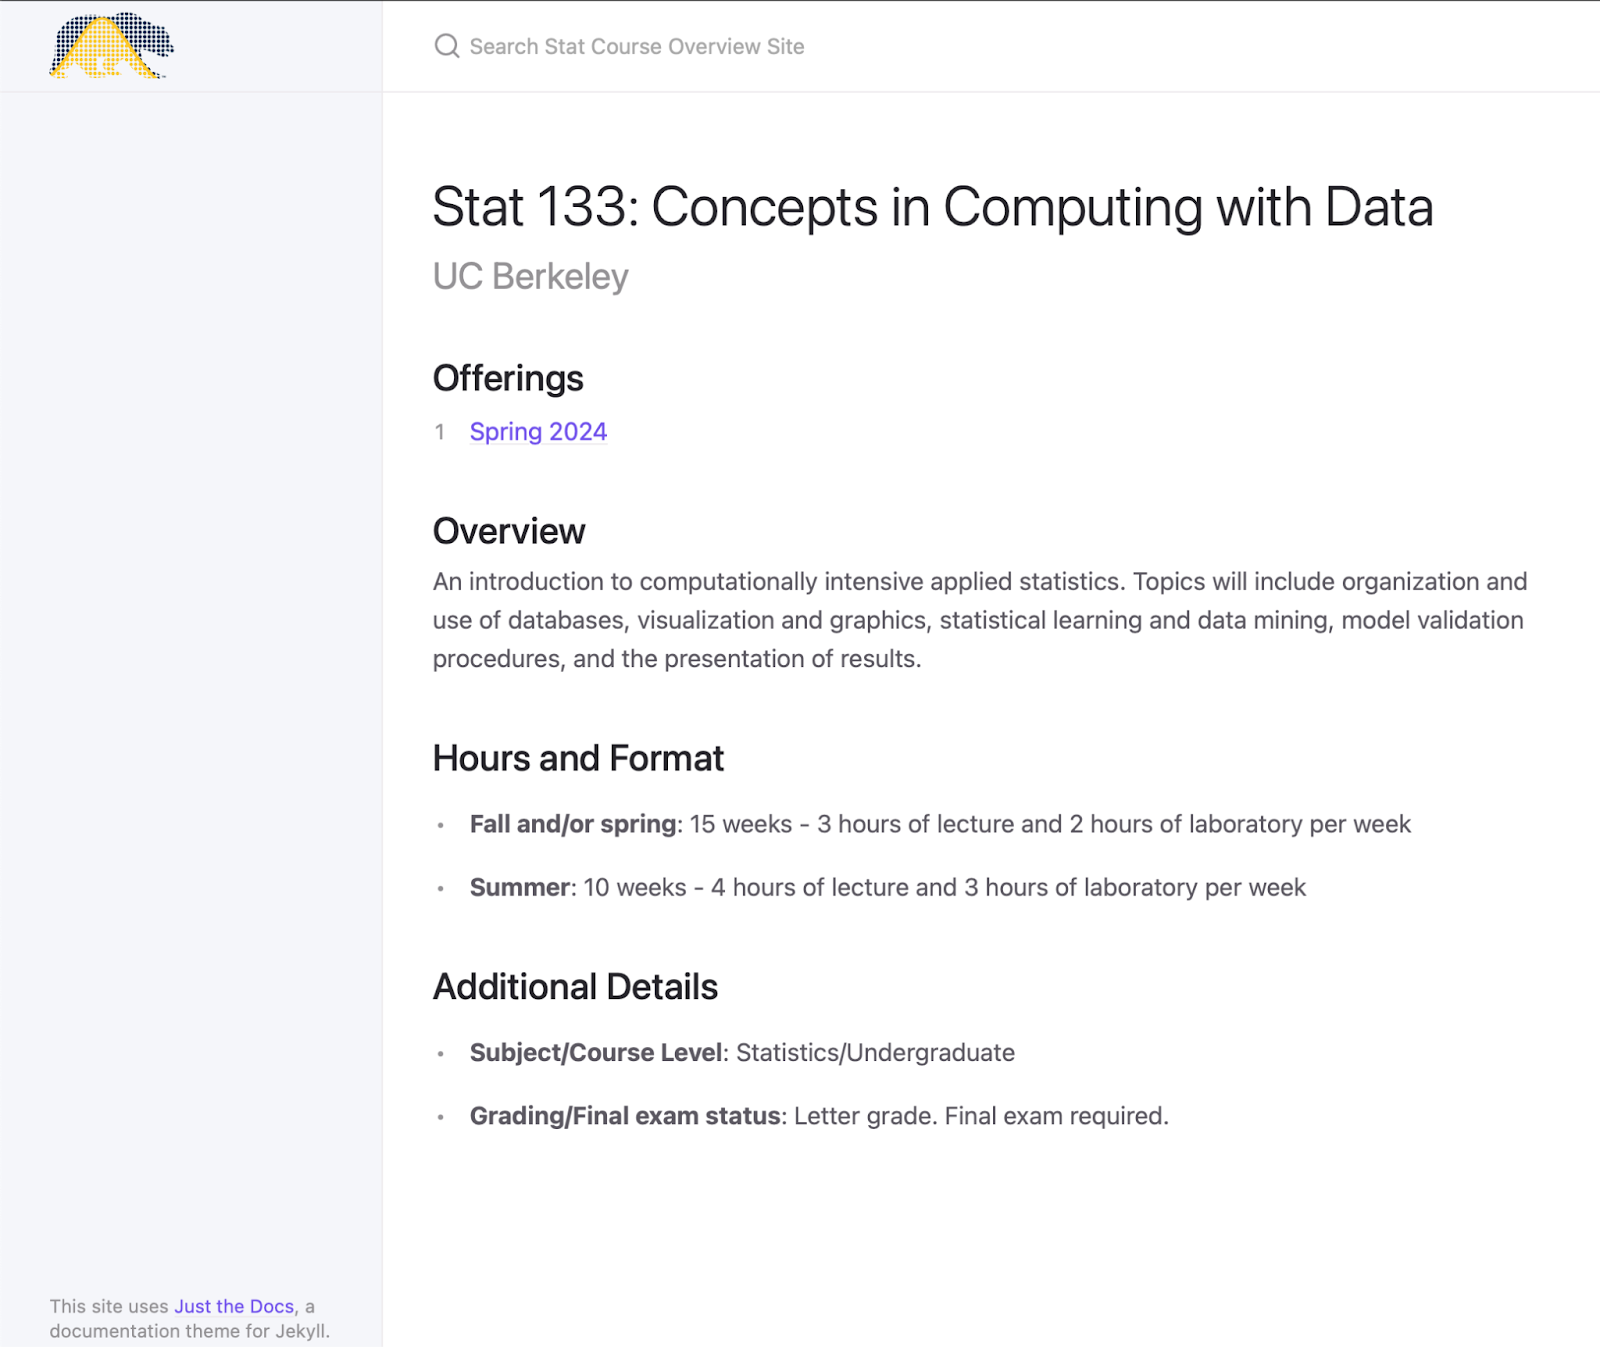 Search Stat Course Overview Site
Stat 133: Concepts in Computing with Data
UC Berkeley
Offerings
1 Spring 2024
Overview
An introduction to computationally intensive applied statistics. Topics will include organization and
use of databases, visualization and graphics, statistical learning and data mining, model validation
procedures, and the presentation of results.
Hours and Format
• Fall and/or spring: 15 weeks - 3 hours of lecture and 2 hours of laboratory per week
• Summer: 10 weeks - 4 hours of lecture and 3 hours of laboratory per week
Additional Details
• Subject/Course Level: Statistics/Undergraduate
• Grading/Final exam status: Letter grade. Final exam required.
This site uses Just the Docs, a
documentation theme for Jekyll.